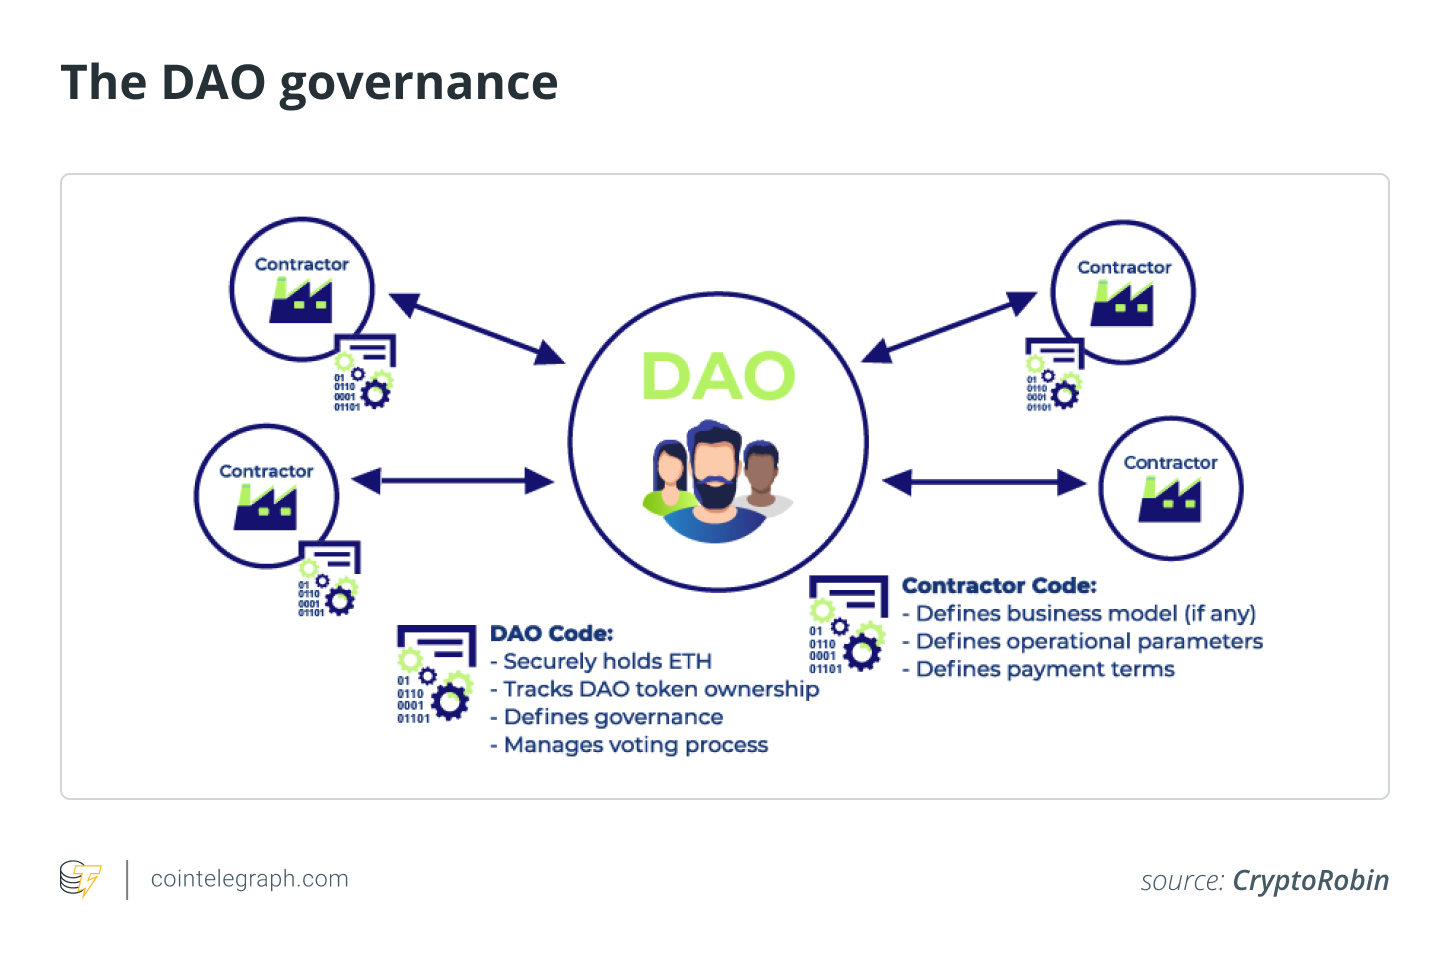 The DAO governance
Contractor
Contractor
01
0110
0001
01101
01
0110
0001
01101
DAO
Contractor
Contractor
01
0110
0001
01101
Contractor Code:
- Defines business model (if any)
- Defines operational parameters
- Defines payment terms
01
0110
0001
01101
DAO Code:
- Securely holds ETH
- Tracks DAO token ownership
- Defines governance
- Manages voting process
01
0110
0001
01101
cointelegraph.com
source: CryptoRobin